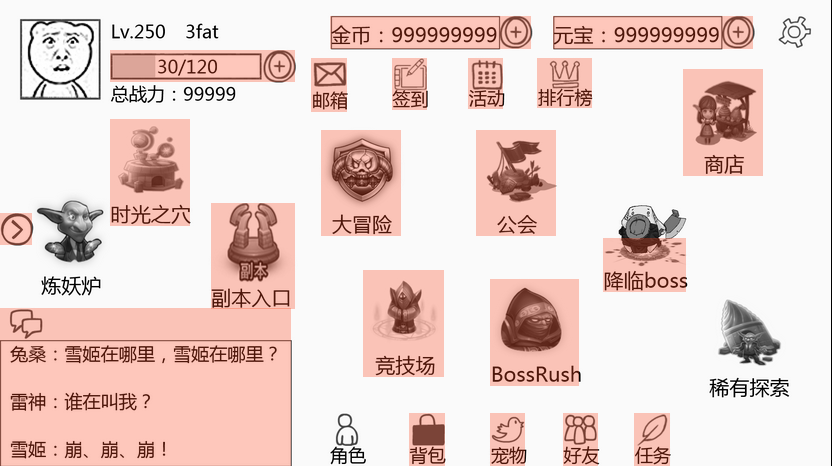 Lv.250 3fat
金币：999999999
元宝：999999999
30/120
总战力：99999
邮箱
签到
活动
排行榜
商店
时光之穴
大冒险
公会
炼妖炉
副本
副本入口
降临boss
竞技场
BossRush
稀有探索
兔桑：雪姬在哪里，雪姬在哪里？
雷神：谁在叫我？
雪姬：崩、崩、崩！
角色
背包
宠物
好友
任务